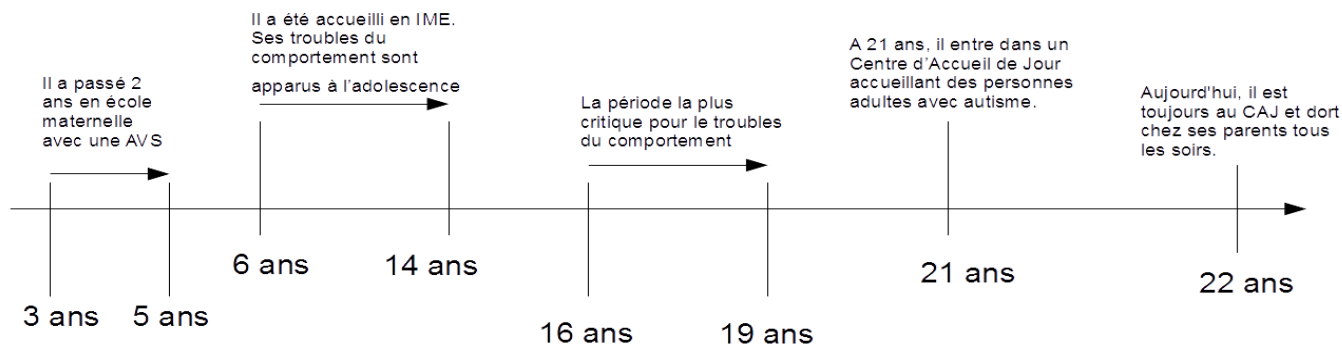 Il a passé 2
ans en école
maternelle
avec une AVS
Il a été accueilli en IME.
Ses troubles du
comportement sont
apparus à l'adolescence
La période la plus
critique pour le troubles
du comportement
A 21 ans, il entre dans un
Centre d'Accueil de Jour
accueillant des personnes
adultes avec autisme.
Aujourd'hui, il est
toujours au CAJ et dort
chez ses parents tous
les soirs.
3 ans
5 ans
6 ans
14 ans
16 ans
19 ans
21 ans
22 ans